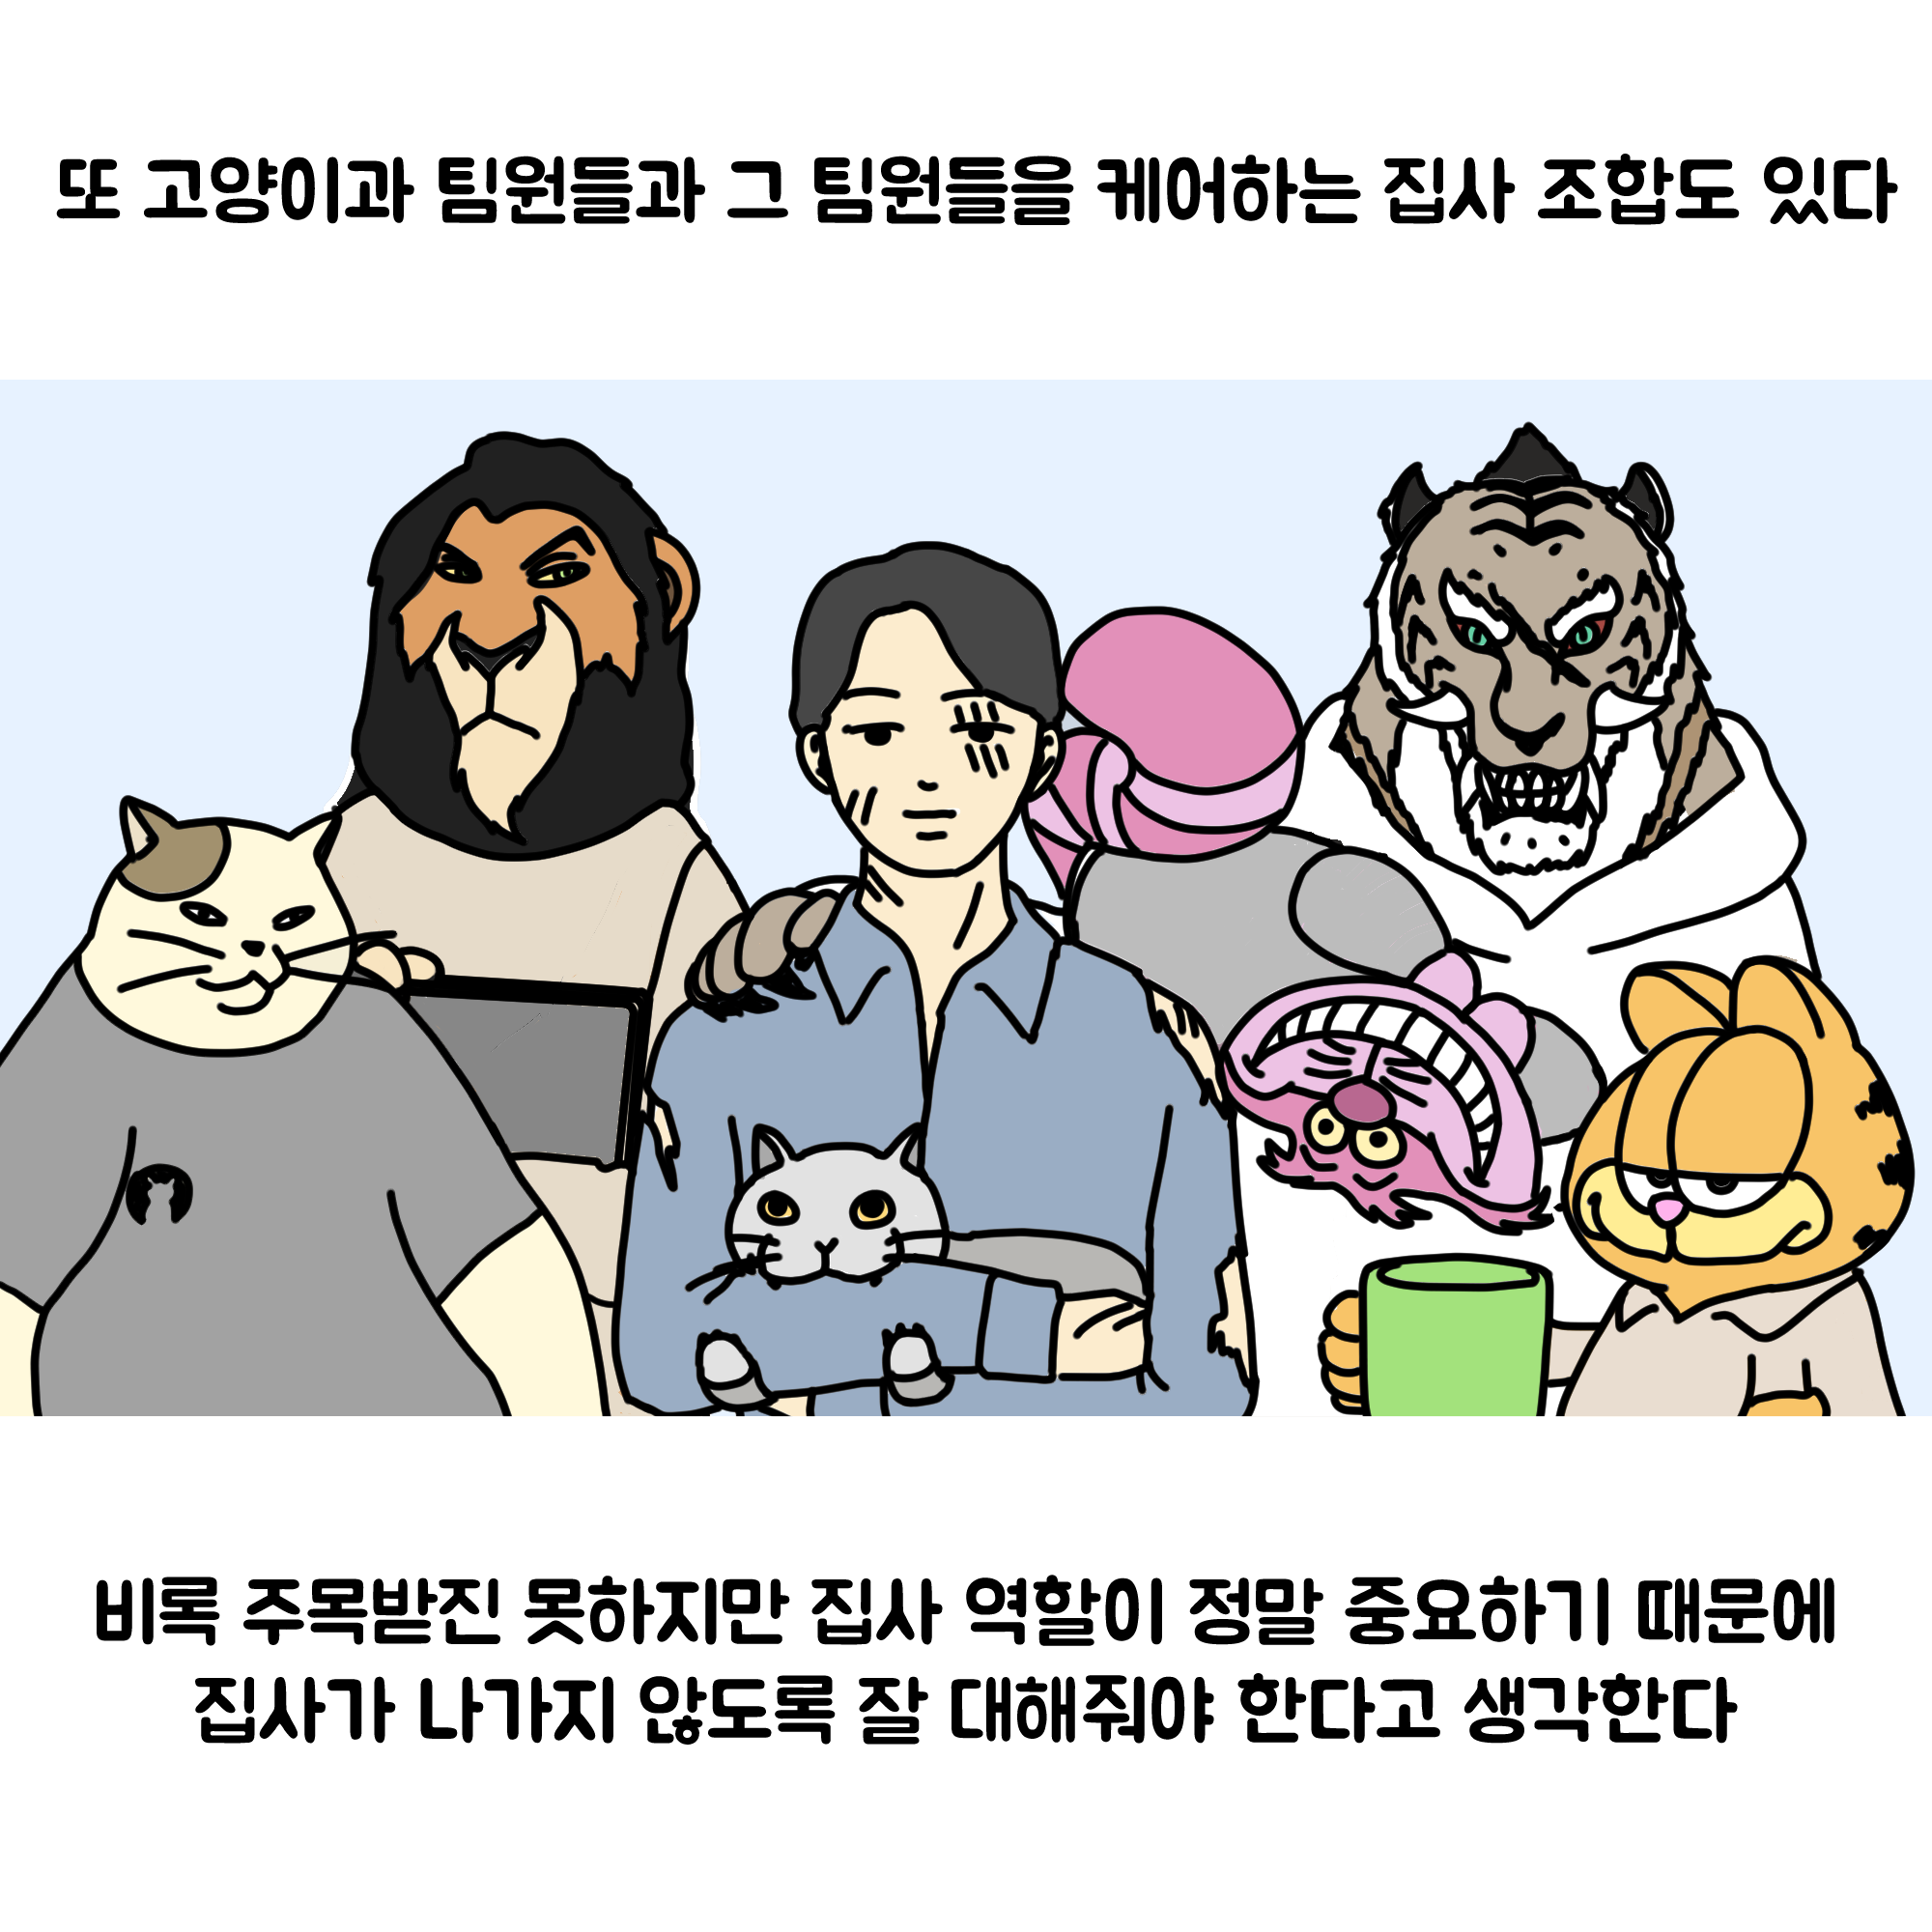 또 고양이과 팀원들과 그 팀원들을 케어하는 집사 조합도 있다
비록 주목받진 못하지만 집사 역할이 정말 중요하기 때문에
집사가 나가지 않도록 잘 대해줘야 한다고 생각한다